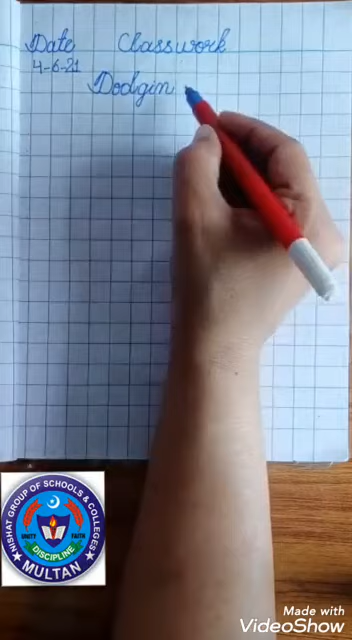 Date Classwork
4-6-21
Dodgin
NISHAT GROUP OF SCHOOLS & COLLEGES
UNITY FAITH
DISCIPLINE
MULTAN
Made with
VideoShow